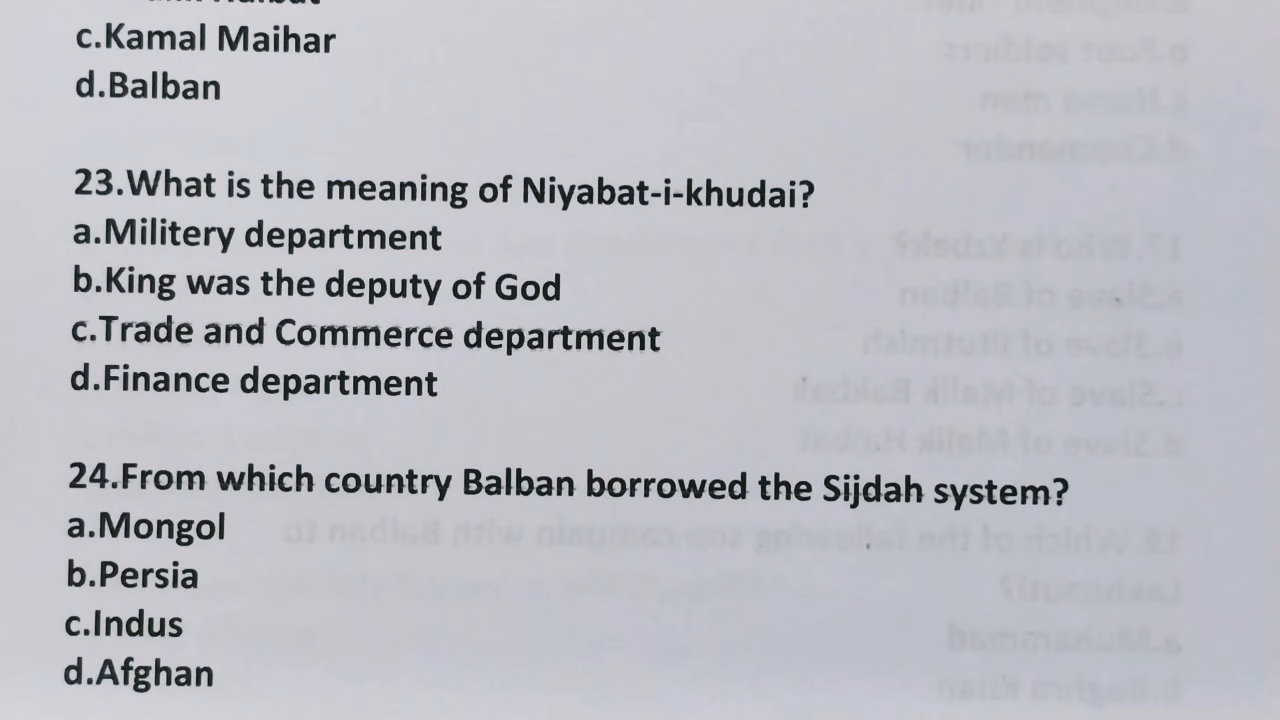 c.Kamal Maihar
d.Balban
23.What is the meaning of Niyabat-i-khudai?
a.Militery department
b.King was the deputy of God
c.Trade and Commerce department
d.Finance department
24.From which country Balban borrowed the Sijdah system?
a.Mongol
b.Persia
c.Indus
d.Afghan